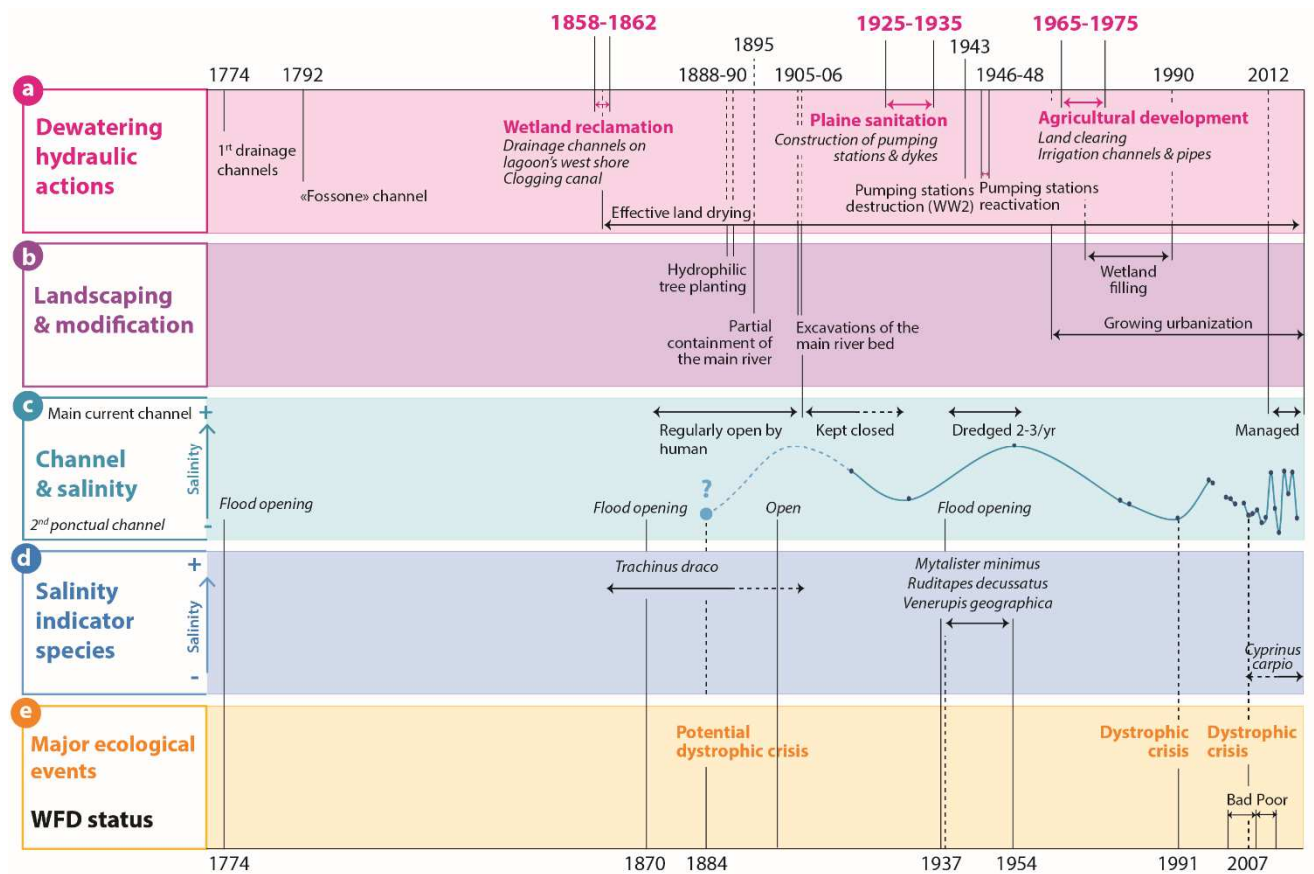 1858-1862
1925-1935
1965-1975
1895
1943
1774
1792
1888-90
1905-06
1946-48
1990
2012
a
Dewatering
hydraulic
actions
1rt drainage
channels
«Fossone» channel
Wetland reclamation
Drainage channels on
lagoon's west shore
Clogging canal
Plaine sanitation
Construction of pumping
stations & dykes
Agricultural development
Land clearing
Irrigation channels & pipes
Pumping stations
destruction (WW2)
Pumping stations
reactivation
Effective land drying
b
Landscaping
& modification
Hydrophilic
tree planting
Wetland
filling
Partial
containment of
the main river
Excavations of the
main river bed
Growing urbanization
c
Main current channel
+
Salinity
-
Channel
& salinity
2nd ponctual channel
Regularly open by
human
Kept closed
Dredged 2-3/yr
Managed
?
Flood opening
Flood opening
Open
Flood opening
d
Salinity
indicator
species
+
Salinity
-
Trachinus draco
Mytalister minimus
Ruditapes decussatus
Venerupis geographica
Cyprinus
carpio
e
Major ecological
events
WFD status
Potential
dystrophic crisis
Dystrophic
crisis
Dystrophic
crisis
Bad
Poor
1774
1870
1884
1937
1954
1991
2007